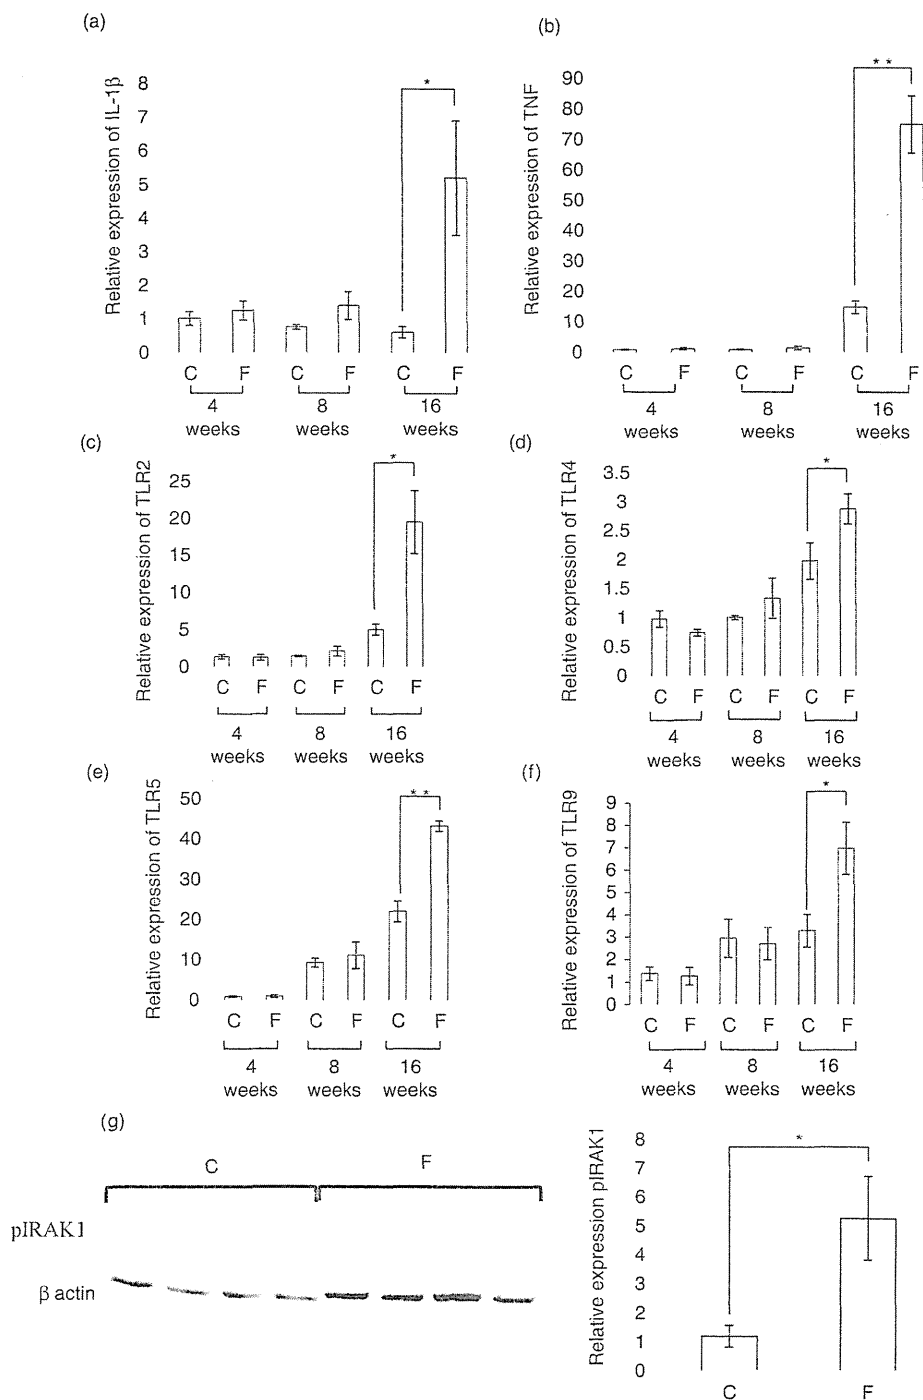 (a)
Relative expression of IL-1β
8
7
6
5
4
3
2
1
0
C F C F C F
4 8 16
weeks weeks weeks
*
(b)
Relative expression of TNF
90
80
70
60
50
40
30
20
10
0
C F C F C F
4 8 16
weeks weeks weeks
**
(c)
Relative expression of TLR2
25
20
15
10
5
0
C F C F C F
4 8 16
weeks weeks weeks
*
(d)
Relative expression of TLR4
3.5
3
2.5
2
1.5
1
0.5
0
C F C F C F
4 8 16
weeks weeks weeks
*
(e)
Relative expression of TLR5
50
40
30
20
10
0
C F C F C F
4 8 16
weeks weeks weeks
**
(f)
Relative expression of TLR9
9
8
7
6
5
4
3
2
1
0
C F C F C F
4 8 16
weeks weeks weeks
*
(g)
C F
pIRAK1
β actin
Relative expression pIRAK1
8
7
6
5
4
3
2
1
0
C F
*